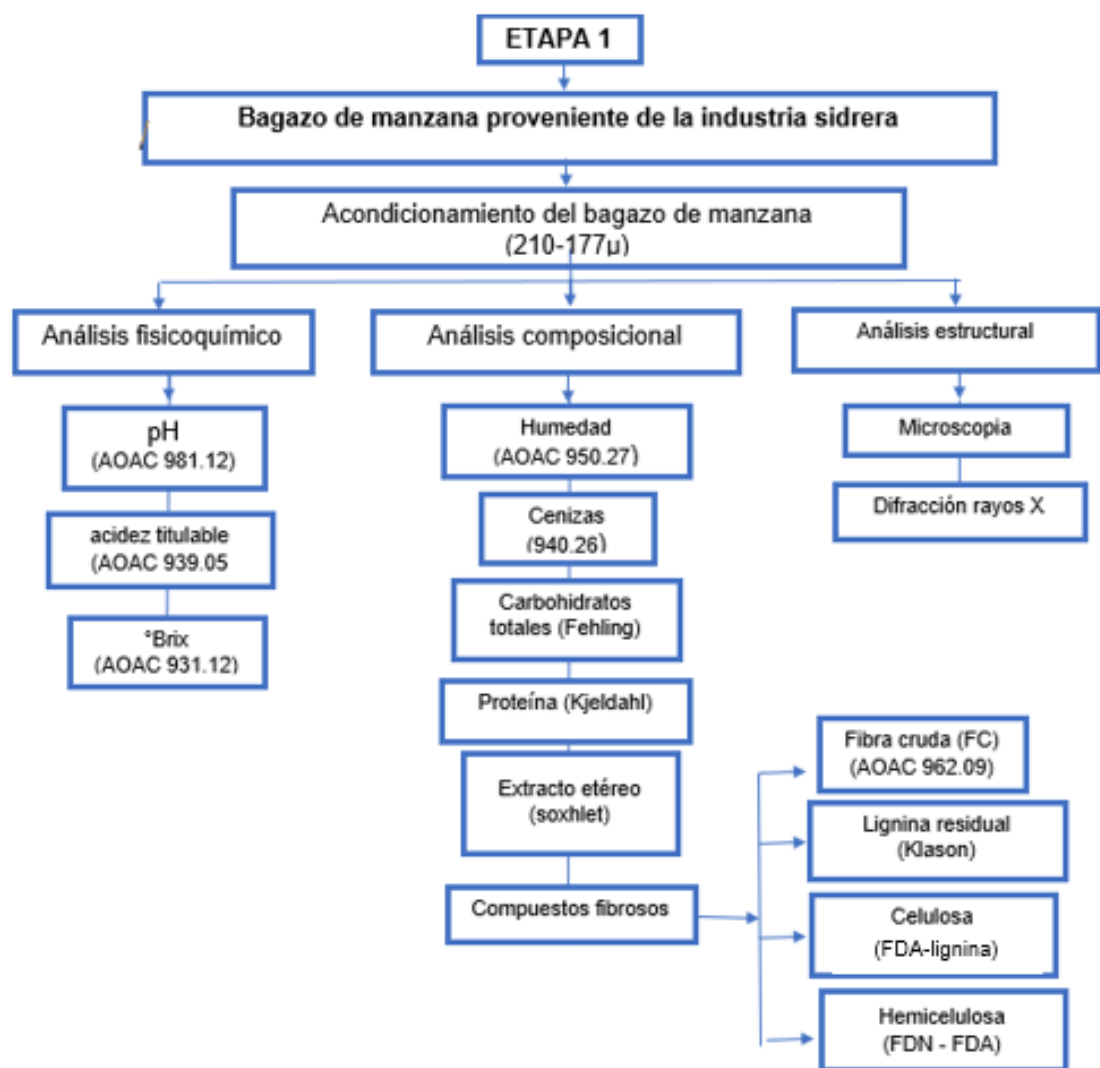 ETAPA 1
Bagazo de manzana proveniente de la industria sidrera
Acondicionamiento del bagazo de manzana
(210-177µ)
Análisis fisicoquímico
pH
(AOAC 981.12)
acidez titulable
(AOAC 939.05
°Brix
(AOAC 931.12)
Análisis composicional
Humedad
(AOAC 950.27)
Cenizas
(940.26)
Carbohidratos
totales (Fehling)
Proteína (Kjeldahl)
Extracto etéreo
(soxhlet)
Compuestos fibrosos
Fibra cruda (FC)
(AOAC 962.09)
Lignina residual
(Klason)
Celulosa
(FDA-lignina)
Hemicelulosa
(FDN - FDA)
Análisis estructural
Microscopia
Difracción rayos X